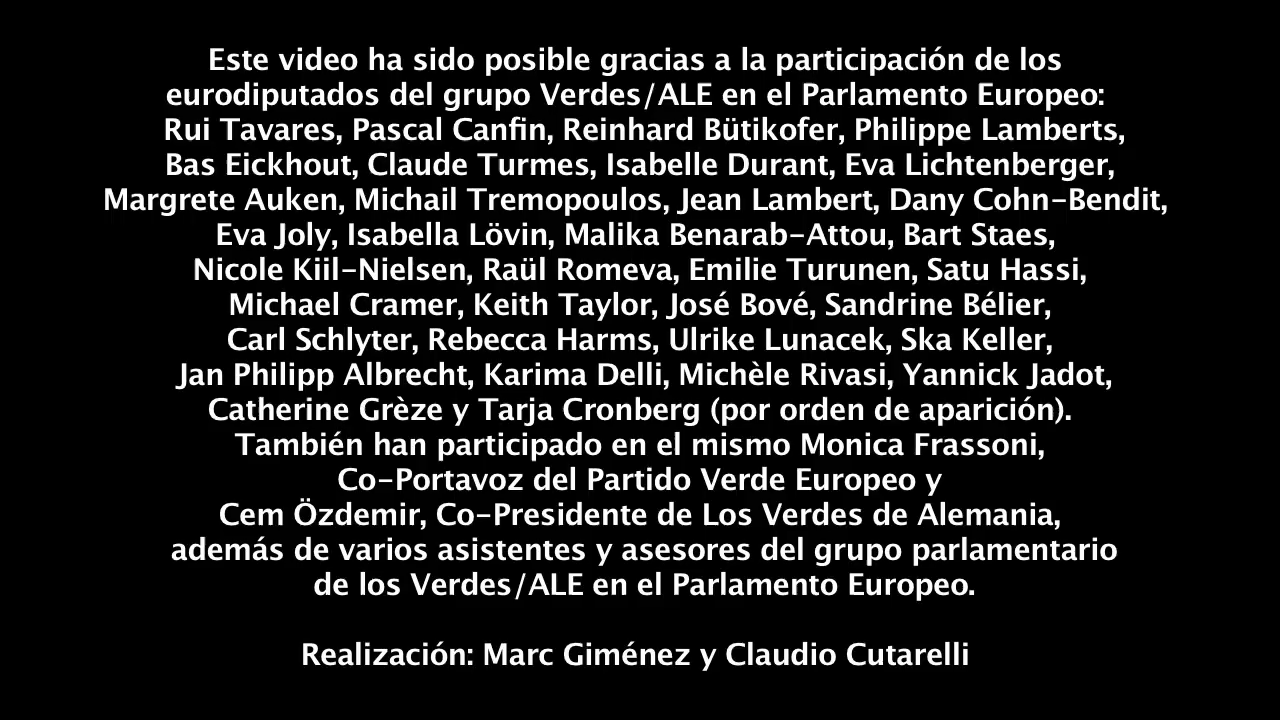 Este video ha sido posible gracias a la participación de los
eurodiputados del grupo Verdes/ALE en el Parlamento Europeo:
Rui Tavares, Pascal Canfin, Reinhard Bütikofer, Philippe Lamberts,
Bas Eickhout, Claude Turmes, Isabelle Durant, Eva Lichtenberger,
Margrete Auken, Michail Tremopoulos, Jean Lambert, Dany Cohn-Bendit,
Eva Joly, Isabella Lövin, Malika Benarab-Attou, Bart Staes,
Nicole Kiil-Nielsen, Raül Romeva, Emilie Turunen, Satu Hassi,
Michael Cramer, Keith Taylor, José Bové, Sandrine Bélier,
Carl Schlyter, Rebecca Harms, Ulrike Lunacek, Ska Keller,
Jan Philipp Albrecht, Karima Delli, Michèle Rivasi, Yannick Jadot,
Catherine Grèze y Tarja Cronberg (por orden de aparición).
También han participado en el mismo Monica Frassoni,
Co-Portavoz del Partido Verde Europeo y
Cem Özdemir, Co-Presidente de Los Verdes de Alemania,
además de varios asistentes y asesores del grupo parlamentario
de los Verdes/ALE en el Parlamento Europeo.
Realización: Marc Giménez y Claudio Cutarelli